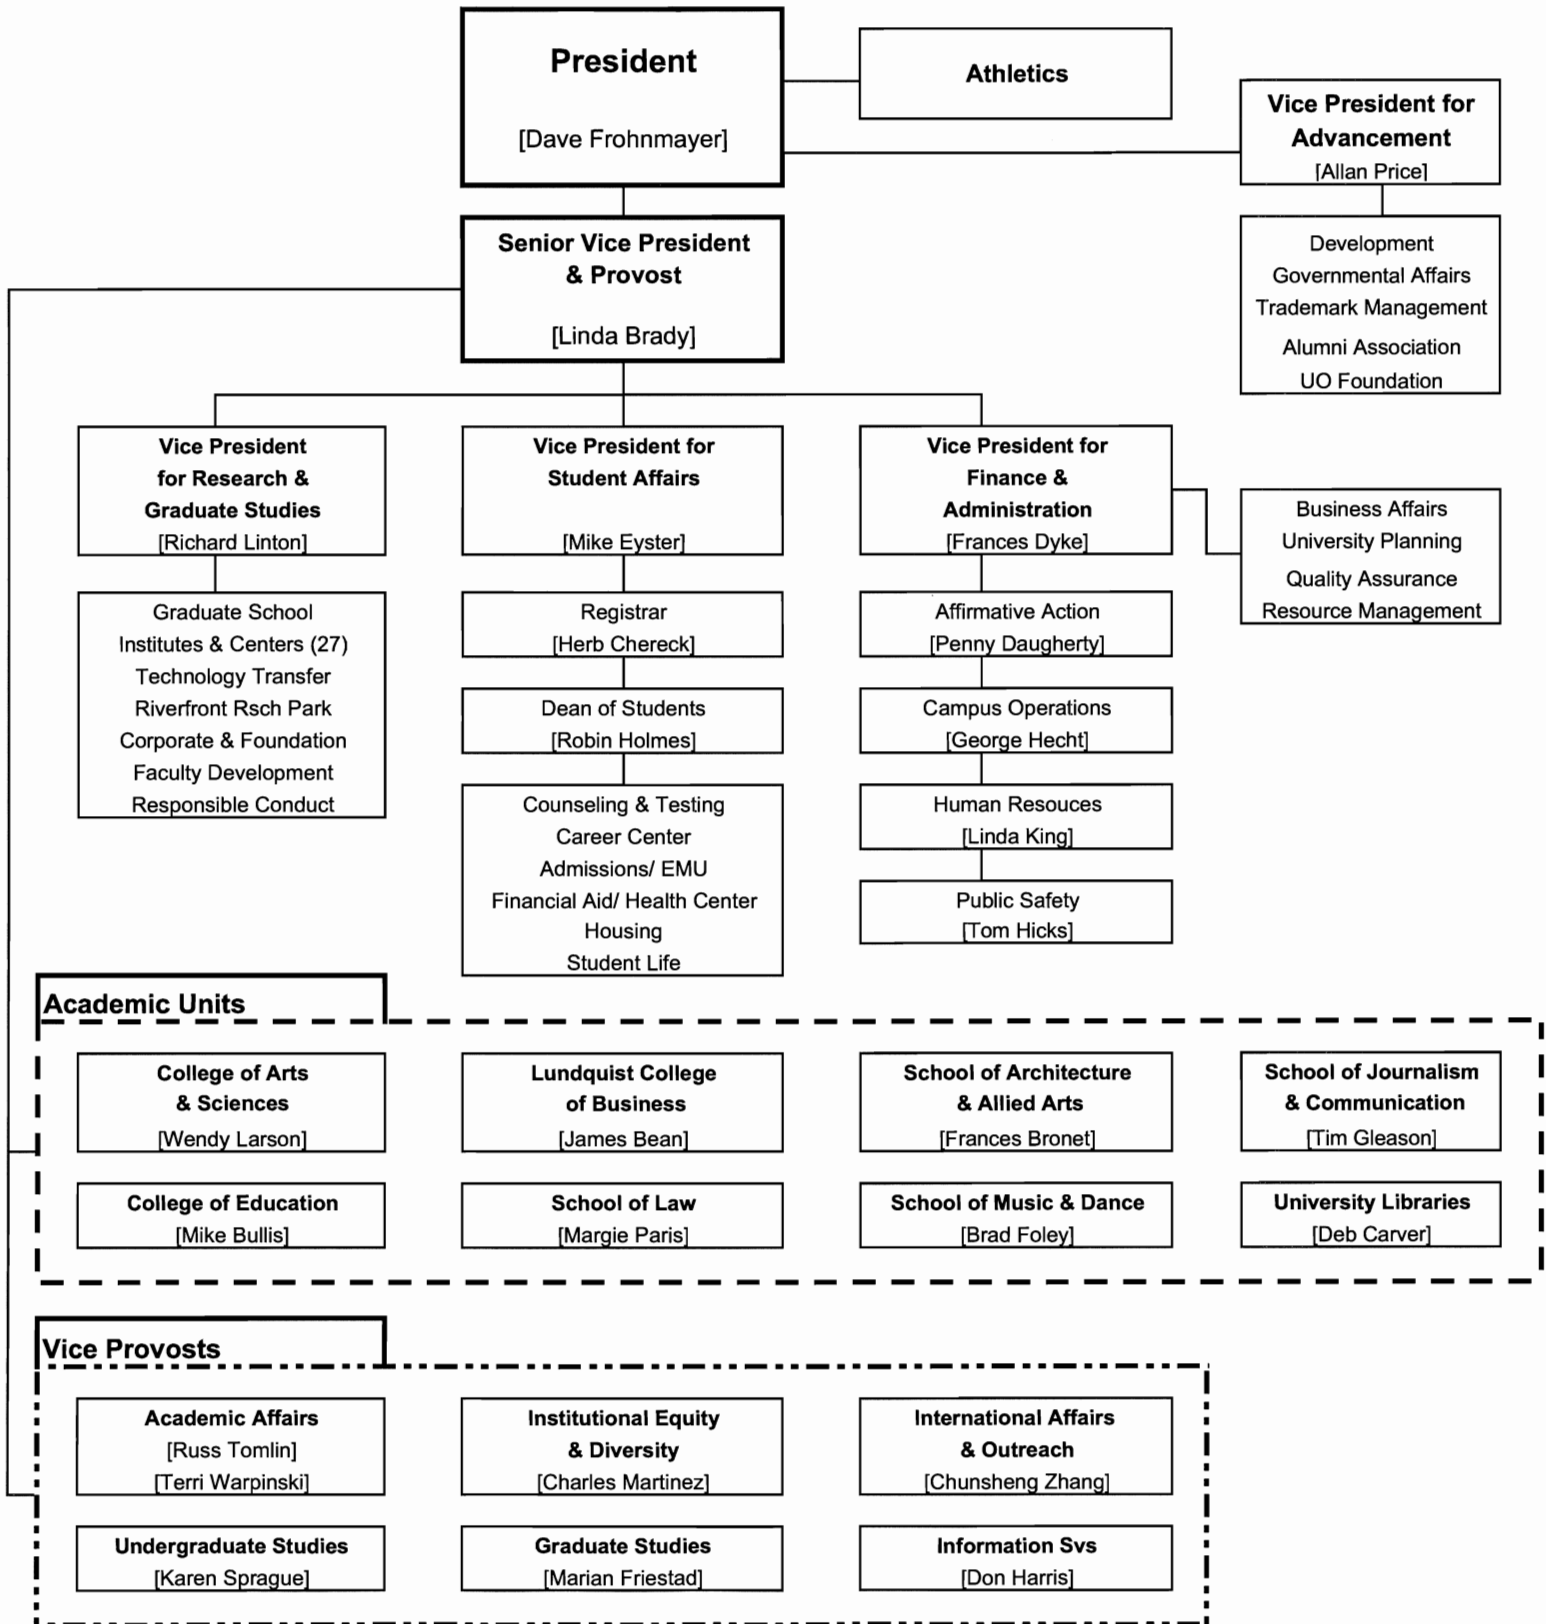 President
[Dave Frohnmayer]
Athletics
Vice President for
Advancement
[Allan Price]
Development
Governmental Affairs
Trademark Management
Alumni Association
UO Foundation
Senior Vice President
& Provost
[Linda Brady]
Vice President
for Research &
Graduate Studies
[Richard Linton]
Graduate School
Institutes & Centers (27)
Technology Transfer
Riverfront Rsch Park
Corporate & Foundation
Faculty Development
Responsible Conduct
Vice President for
Student Affairs
[Mike Eyster]
Registrar
[Herb Chereck]
Dean of Students
[Robin Holmes]
Counseling & Testing
Career Center
Admissions/ EMU
Financial Aid/ Health Center
Housing
Student Life
Vice President for
Finance &
Administration
[Frances Dyke]
Affirmative Action
[Penny Daugherty]
Campus Operations
[George Hecht]
Human Resouces
[Linda King]
Public Safety
[Tom Hicks]
Business Affairs
University Planning
Quality Assurance
Resource Management
Academic Units
College of Arts
& Sciences
[Wendy Larson]
Lundquist College
of Business
[James Bean]
School of Architecture
& Allied Arts
[Frances Bronet]
School of Journalism
& Communication
[Tim Gleason]
College of Education
[Mike Bullis]
School of Law
[Margie Paris]
School of Music & Dance
[Brad Foley]
University Libraries
[Deb Carver]
Vice Provosts
Academic Affairs
[Russ Tomlin]
[Terri Warpinski]
Institutional Equity
& Diversity
[Charles Martinez]
International Affairs
& Outreach
[Chunsheng Zhang]
Undergraduate Studies
[Karen Sprague]
Graduate Studies
[Marian Friestad]
Information Svs
[Don Harris]